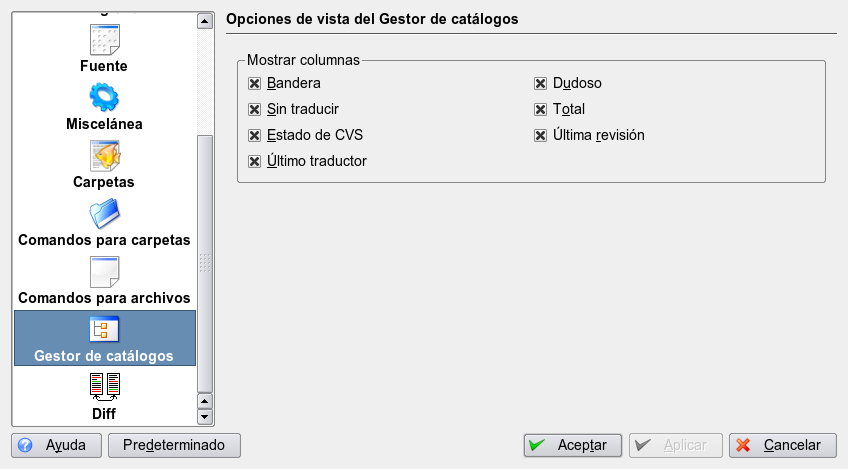 Fuente
Miscelánea
Carpetas
Comandos para carpetas
Comandos para archivos
Gestor de catálogos
Diff
Opciones de vista del Gestor de catálogos
Mostrar columnas
Bandera
Dudoso
Sin traducir
Total
Estado de CVS
Última revisión
Último traductor
Ayuda
Predeterminado
Aceptar
Aplicar
Cancelar